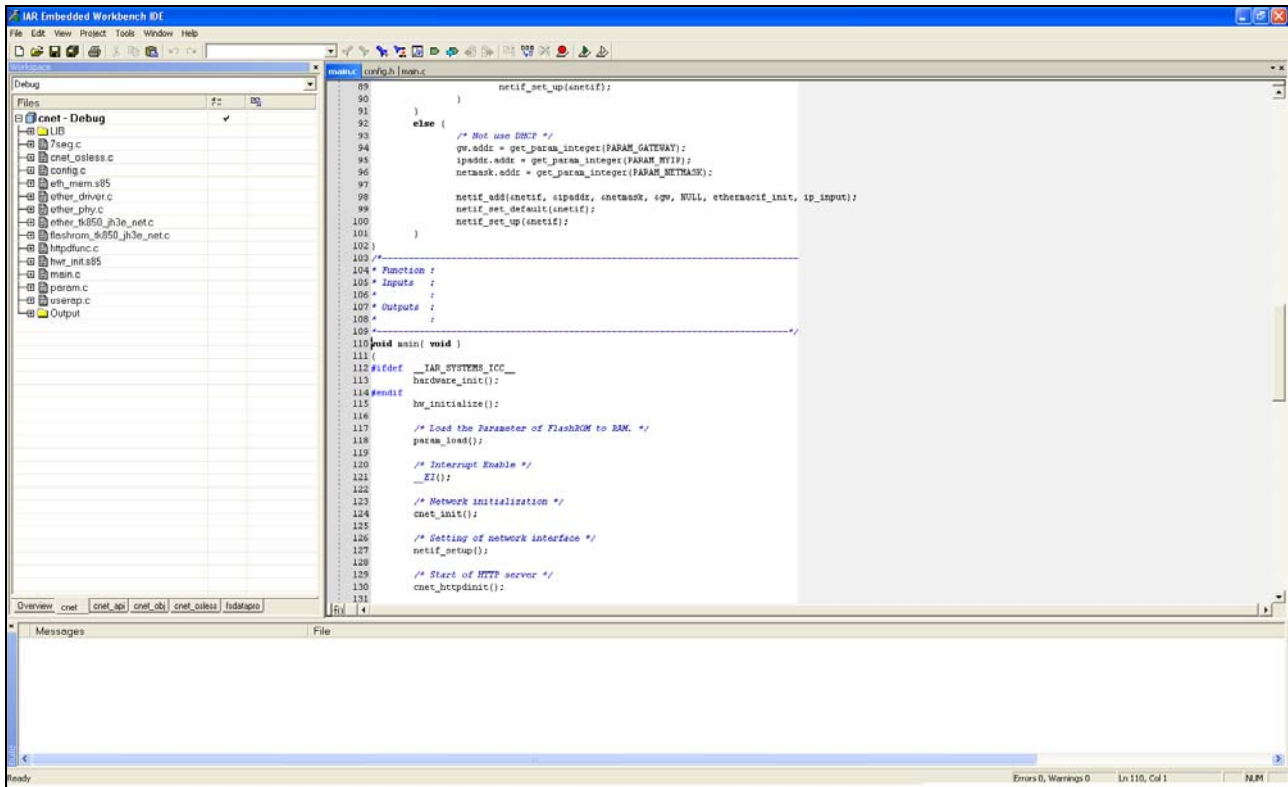 IAR Embedded Workbench IDE
File Edit View Project Tools Window Help
Workspace
Debug
Files
cnet - Debug
LIB
7seg.c
cnet_osless.c
config.c
eth_mem.s85
ether_driver.c
ether_phy.c
ether_tk850_jh3e_net.c
flashrom_tk850_jh3e_net.c
httpdfunc.c
hwr_init.s85
main.c
param.c
userap.c
Output
Overview cnet cnet_api cnet_obj cnet_osless fsdatapro
main.c config.h main.c
89 netif_set_up(&netif);
90 }
91 }
92 else {
93 /* Not use DHCP */
94 gw.addr = get_param_integer(PARAM_GATEWAY);
95 ipaddr.addr = get_param_integer(PARAM_MYIP);
96 netmask.addr = get_param_integer(PARAM_NETMASK);
97
98 netif_add(&netif, &ipaddr, &netmask, &gw, NULL, ethernacif_init, ip_input);
99 netif_set_default(&netif);
100 netif_set_up(&netif);
101 }
102 }
103 /*------------------------------------------------------------
104 * Function :
105 * Inputs :
106 * :
107 * Outputs :
108 * :
109 *------------------------------------------------------------*/
110 void main( void )
111 {
112 #ifdef __IAR_SYSTEMS_ICC__
113 hardware_init();
114 #endif
115 hw_initialize();
116
117 /* Load the Parameter of FlashROM to RAM. */
118 param_load();
119
120 /* Interrupt Enable */
121 __EI();
122
123 /* Network initialization */
124 cnet_init();
125
126 /* Setting of network interface */
127 netif_setup();
128
129 /* Start of HTTP server */
130 cnet_httpdinit();
131
Messages File
Ready Errors 0, Warnings 0 Ln 110, Col 1 NUM